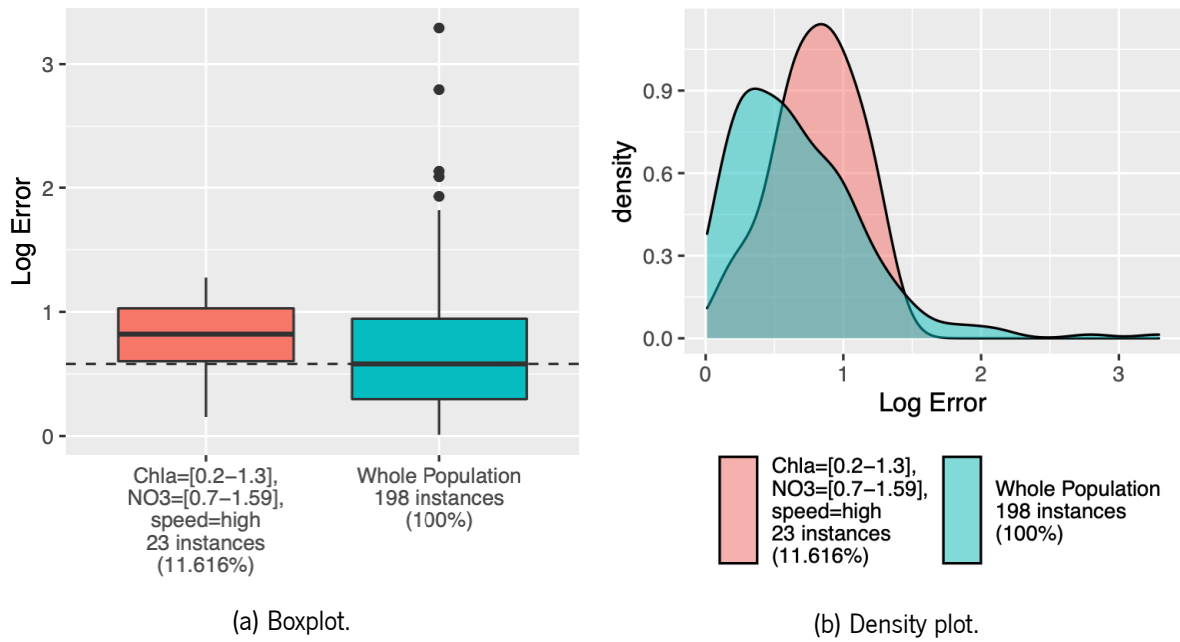 Log Error
3
2
1
0
Chla=[0.2−1.3],
NO3=[0.7−1.59],
speed=high
23 instances
(11.616%)
Whole Population
198 instances
(100%)
(a) Boxplot.
density
0.9
0.6
0.3
0.0
0
1
2
3
Log Error
Chla=[0.2−1.3],
NO3=[0.7−1.59],
speed=high
23 instances
(11.616%)
Whole Population
198 instances
(100%)
(b) Density plot.